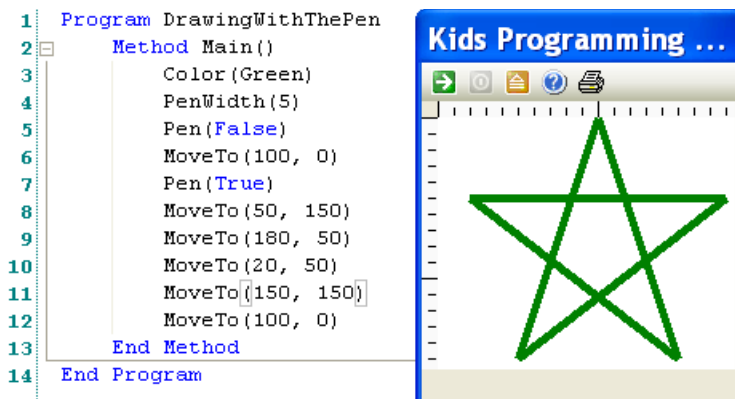 1 Program DrawingWithThePen
2 Method Main()
3 Color(Green)
4 PenWidth(5)
5 Pen(False)
6 MoveTo(100, 0)
7 Pen(True)
8 MoveTo(50, 150)
9 MoveTo(180, 50)
10 MoveTo(20, 50)
11 MoveTo(150, 150)
12 MoveTo(100, 0)
13 End Method
14 End Program
Kids Programming ...